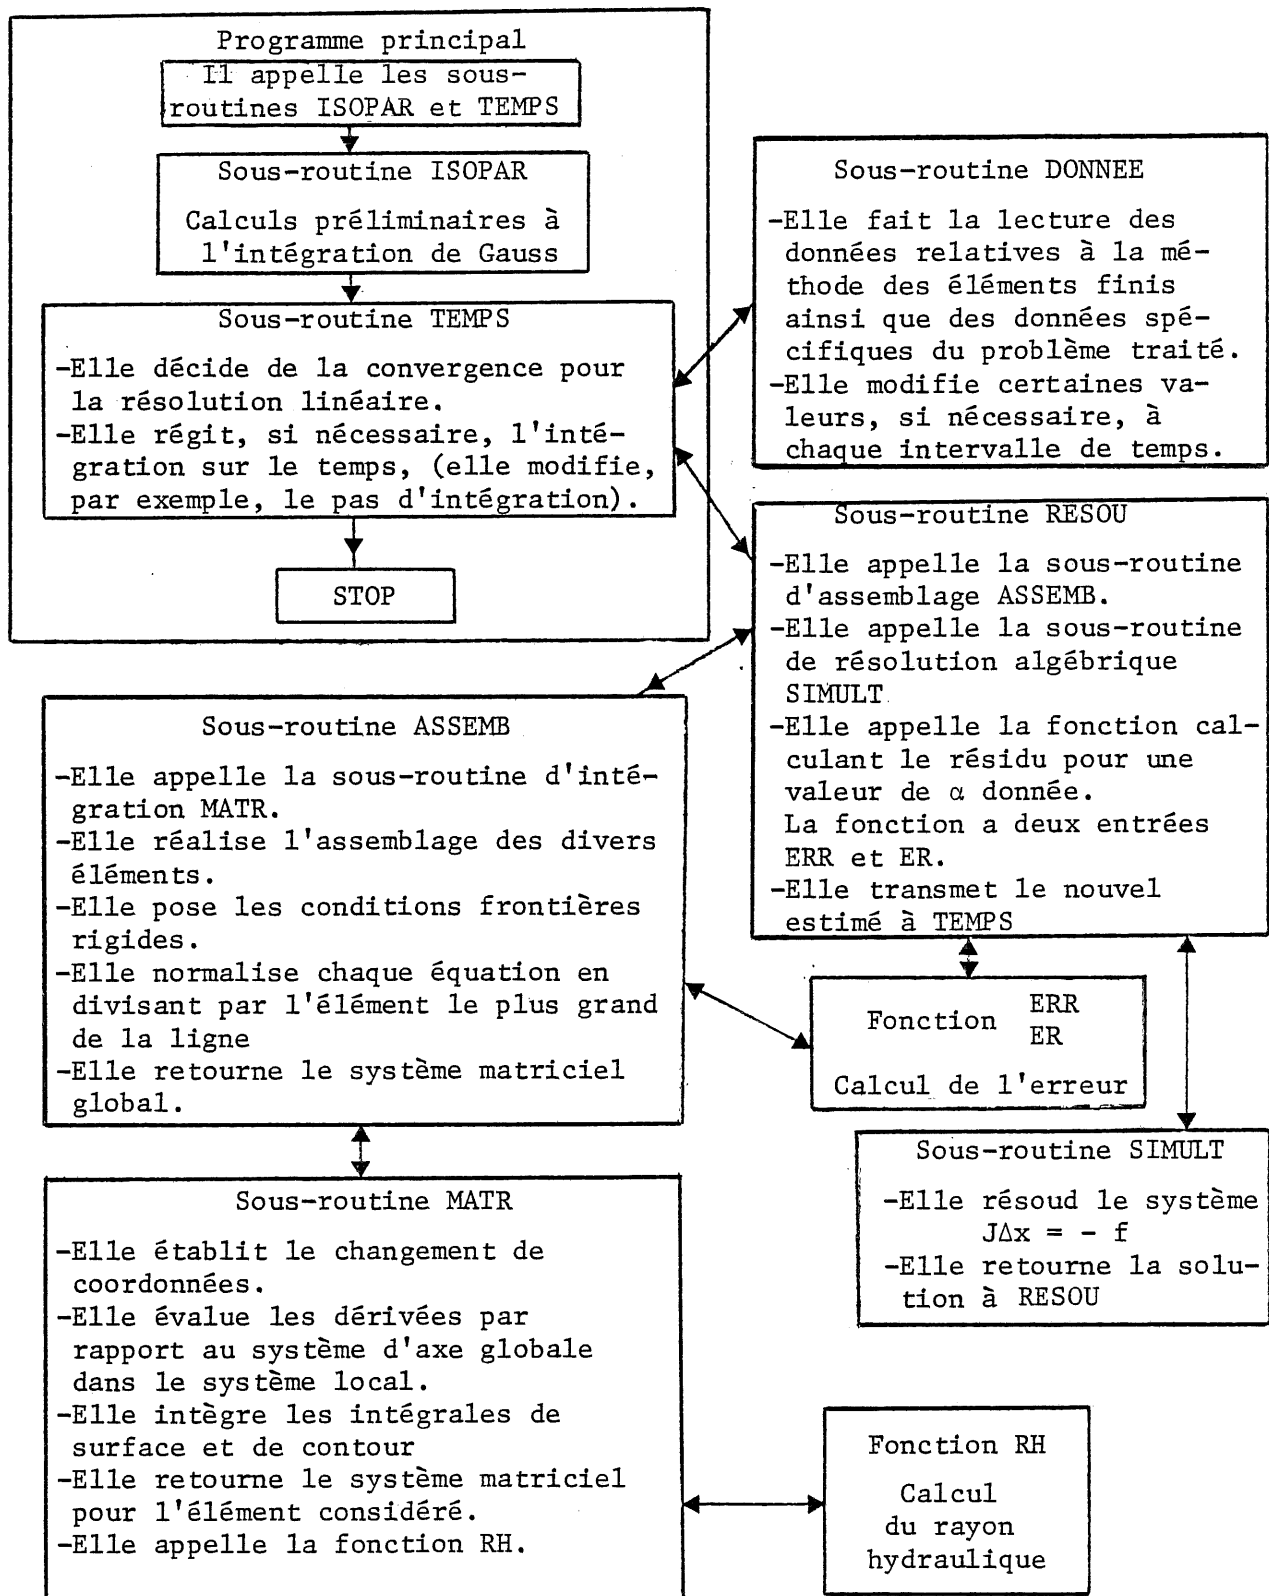 Programme principal
Il appelle les sous-
routines ISOPAR et TEMPS
Sous-routine ISOPAR
Calculs préliminaires à
l'intégration de Gauss
Sous-routine TEMPS
-Elle décide de la convergence pour
la résolution linéaire.
-Elle régit, si nécessaire, l'inté-
gration sur le temps, (elle modifie,
par exemple, le pas d'intégration).
STOP
Sous-routine DONNEE
-Elle fait la lecture des
données relatives à la mé-
thode des éléments finis
ainsi que des données spé-
cifiques du problème traité.
-Elle modifie certaines va-
leurs, si nécessaire, à
chaque intervalle de temps.
Sous-routine RESOU
-Elle appelle la sous-routine
d'assemblage ASSEMB.
-Elle appelle la sous-routine
de résolution algébrique
SIMULT
-Elle appelle la fonction cal-
culant le résidu pour une
valeur de α donnée.
La fonction a deux entrées
ERR et ER.
-Elle transmet le nouvel
estimé à TEMPS
Sous-routine ASSEMB
-Elle appelle la sous-routine d'inté-
gration MATR.
-Elle réalise l'assemblage des divers
éléments.
-Elle pose les conditions frontières
rigides.
-Elle normalise chaque équation en
divisant par l'élément le plus grand
de la ligne
-Elle retourne le système matriciel
global.
Fonction ERR
ER
Calcul de l'erreur
Sous-routine SIMULT
-Elle résoud le système
JΔx = - f
-Elle retourne la solu-
tion à RESOU
Sous-routine MATR
-Elle établit le changement de
coordonnées.
-Elle évalue les dérivées par
rapport au système d'axe globale
dans le système local.
-Elle intègre les intégrales de
surface et de contour
-Elle retourne le système matriciel
pour l'élément considéré.
-Elle appelle la fonction RH.
Fonction RH
Calcul
du rayon
hydraulique